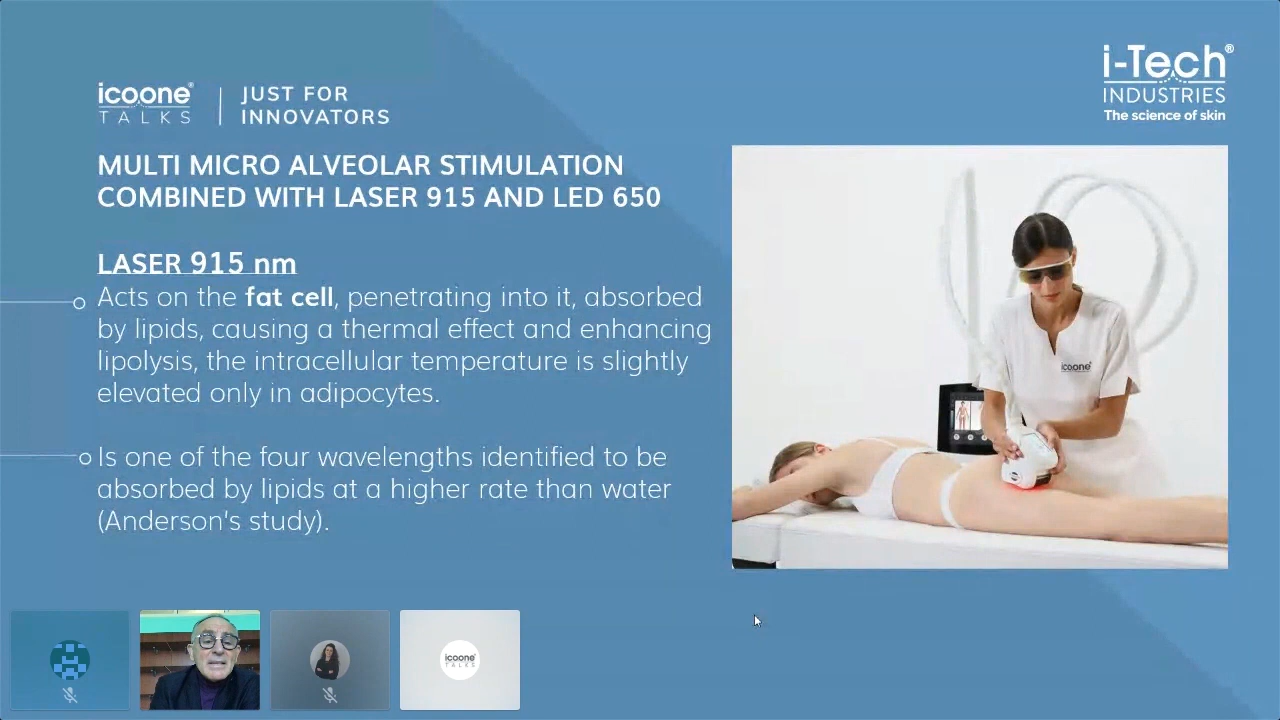 icoone®
TALKS
JUST FOR
INNOVATORS
i-Tech®
INDUSTRIES
The science of skin
MULTI MICRO ALVEOLAR STIMULATION
COMBINED WITH LASER 915 AND LED 650
LASER 915 nm
Acts on the fat cell, penetrating into it, absorbed
by lipids, causing a thermal effect and enhancing
lipolysis, the intracellular temperature is slightly
elevated only in adipocytes.
Is one of the four wavelengths identified to be
absorbed by lipids at a higher rate than water
(Anderson's study).
icoone®
icoone®
TALKS